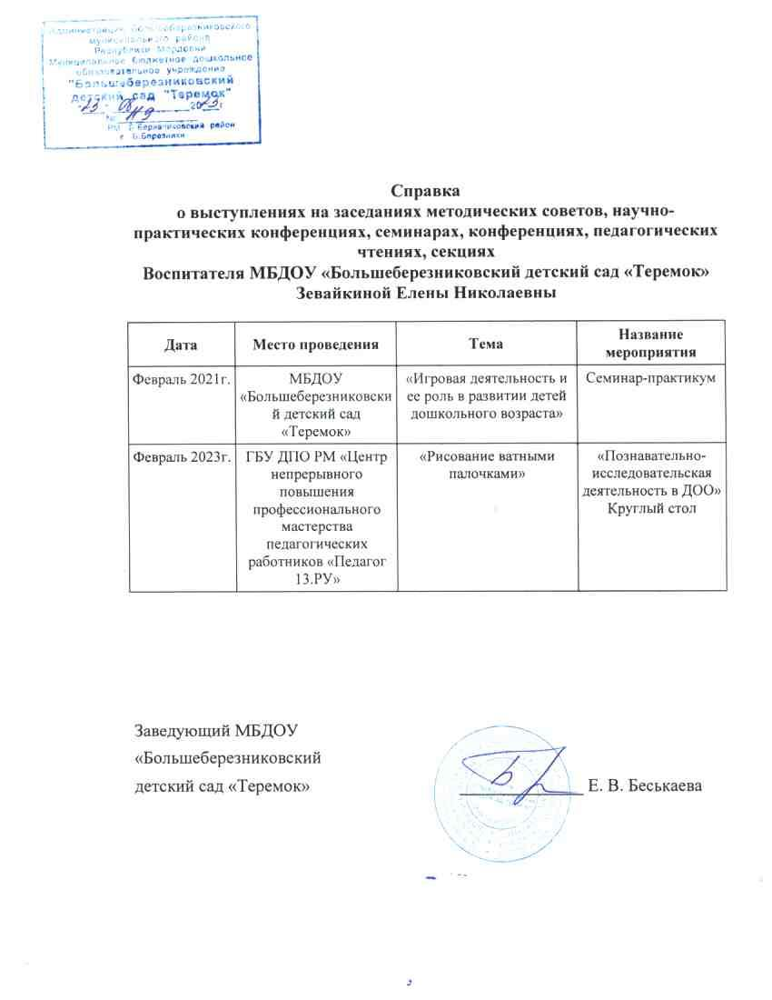 Администрация Большеберезниковского
муниципального района
Республики Мордовия
Муниципальное бюджетное дошкольное
образовательное учреждение
"Большеберезниковский
детский сад "Теремок"
23 2023г
№
РМ Б.Березниковский район
с. Б.Березники
Справка
о выступлениях на заседаниях методических советов, научно-
практических конференциях, семинарах, конференциях, педагогических
чтениях, секциях
Воспитателя МБДОУ «Большеберезниковский детский сад «Теремок»
Зевайкиной Елены Николаевны
Дата Место проведения Тема Название
мероприятия
Февраль 2021г. МБДОУ «Игровая деятельность и Семинар-практикум
«Большеберезниковски ее роль в развитии детей
й детский сад дошкольного возраста»
«Теремок»
Февраль 2023г. ГБУ ДПО РМ «Центр «Рисование ватными «Познавательно-
непрерывного палочками» исследовательская
повышения деятельность в ДОО»
профессионального Круглый стол
мастерства
педагогических
работников «Педагог
13.РУ»
Заведующий МБДОУ
«Большеберезниковский
детский сад «Теремок» Е. В. Беськаева